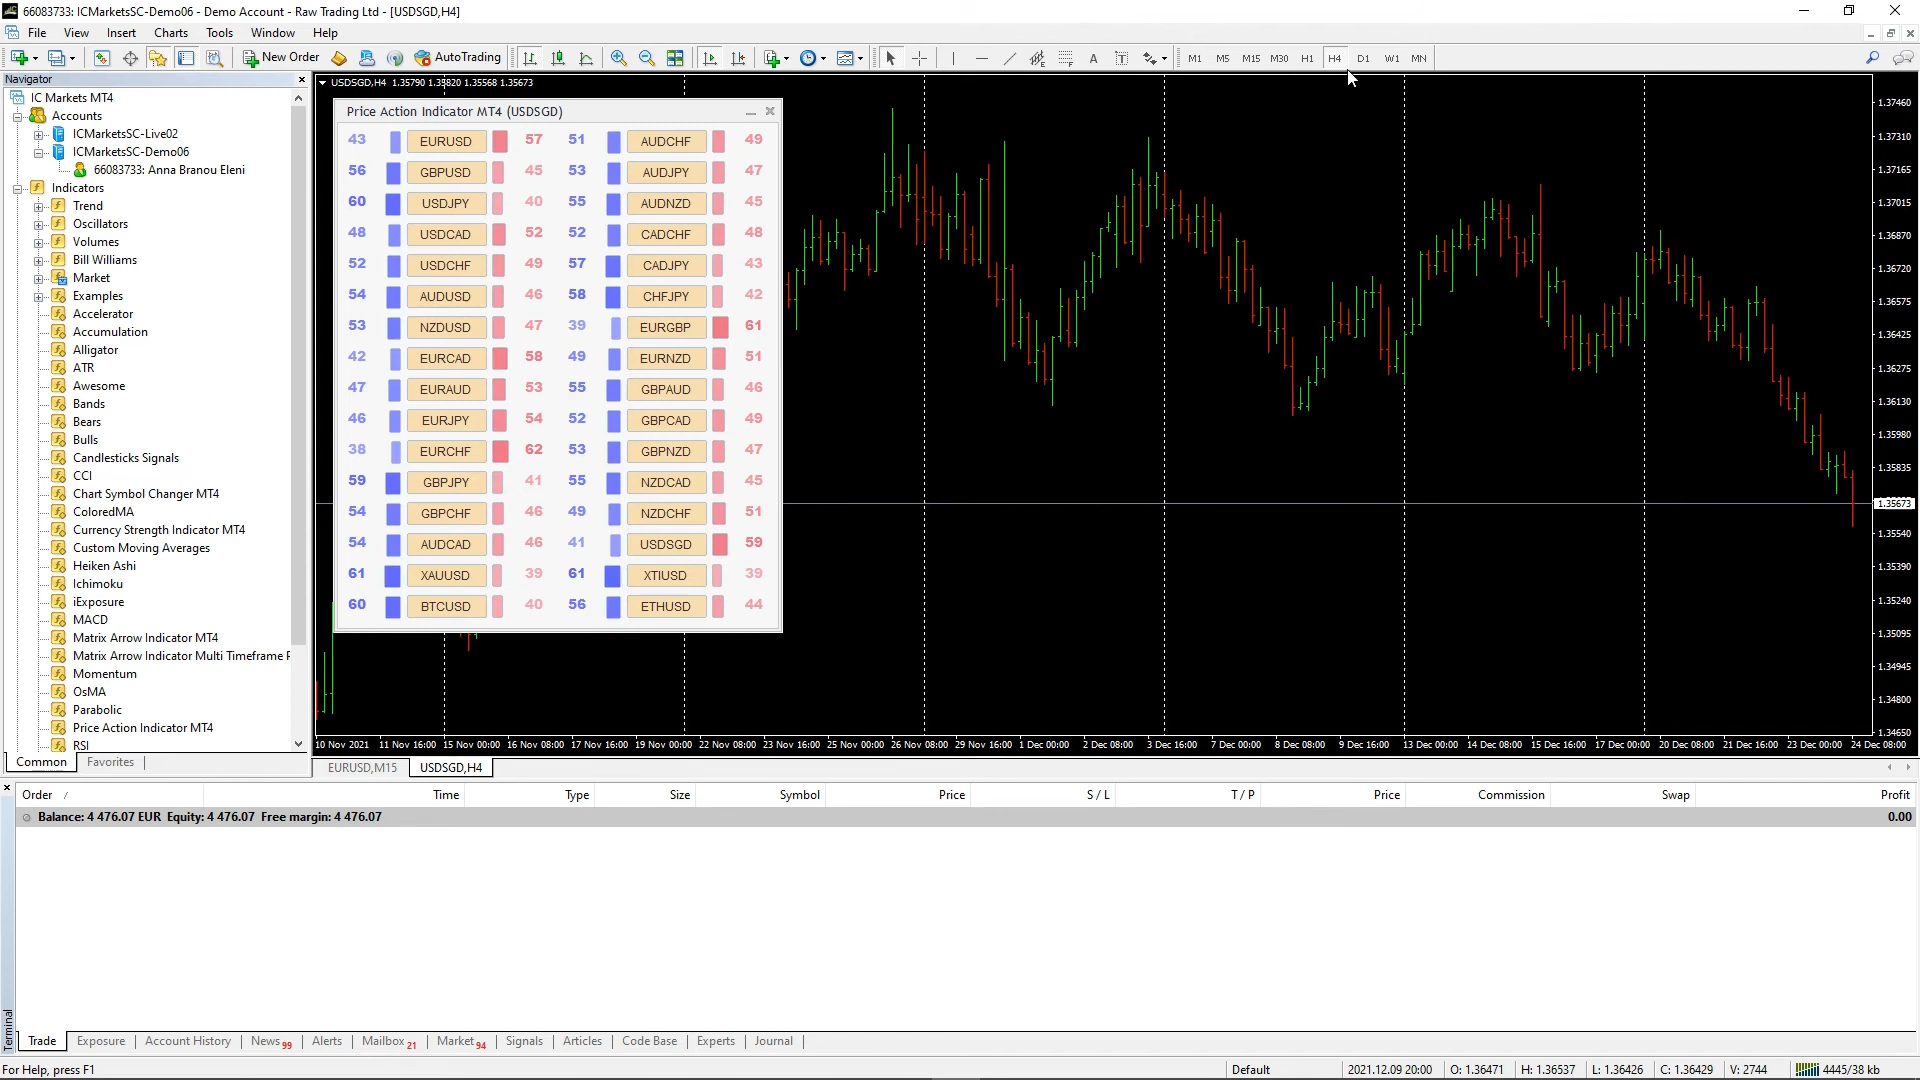 66083733: ICMarketsSC-Demo06 - Demo Account - Raw Trading Ltd - [USDSGD,H4]
File View Insert Charts Tools Window Help
New Order AutoTrading A T M1 M5 M15 M30 H1 H4 D1 W1 MN
Navigator
IC Markets MT4
Accounts
ICMarketsSC-Live02
ICMarketsSC-Demo06
66083733: Anna Branou Eleni
Indicators
Trend
Oscillators
Volumes
Bill Williams
Market
Examples
Accelerator
Accumulation
Alligator
ATR
Awesome
Bands
Bears
Bulls
Candlesticks Signals
CCI
Chart Symbol Changer MT4
ColoredMA
Currency Strength Indicator MT4
Custom Moving Averages
Heiken Ashi
Ichimoku
iExposure
MACD
Matrix Arrow Indicator MT4
Matrix Arrow Indicator Multi Timeframe
Momentum
OsMA
Parabolic
Price Action Indicator MT4
RSI
Common Favorites
USDSGD,H4 1.35790 1.35820 1.35568 1.35673
Price Action Indicator MT4 (USDSGD)
43 EURUSD 57 51 AUDCHF 49
56 GBPUSD 45 53 AUDJPY 47
60 USDJPY 40 55 AUDNZD 45
48 USDCAD 52 52 CADCHF 48
52 USDCHF 49 57 CADJPY 43
54 AUDUSD 46 58 CHFJPY 42
53 NZDUSD 47 39 EURGBP 61
42 EURCAD 58 49 EURNZD 51
47 EURAUD 53 55 GBPAUD 46
46 EURJPY 54 52 GBPCAD 49
38 EURCHF 62 53 GBPNZD 47
59 GBPJPY 41 55 NZDCAD 45
54 GBPCHF 46 49 NZDCHF 51
54 AUDCAD 46 41 USDSGD 59
61 XAUUSD 39 61 XTIUSD 39
60 BTCUSD 40 56 ETHUSD 44
1.37460
1.37310
1.37165
1.37015
1.36870
1.36720
1.36575
1.36425
1.36275
1.36130
1.35980
1.35835
1.35673
1.35540
1.35390
1.35240
1.35095
1.34945
1.34800
1.34650
10 Nov 2021 11 Nov 16:00 15 Nov 00:00 16 Nov 08:00 17 Nov 16:00 19 Nov 00:00 22 Nov 08:00 23 Nov 16:00 25 Nov 00:00 26 Nov 08:00 29 Nov 16:00 1 Dec 00:00 2 Dec 08:00 3 Dec 16:00 7 Dec 00:00 8 Dec 08:00 9 Dec 16:00 13 Dec 00:00 14 Dec 08:00 15 Dec 16:00 17 Dec 00:00 20 Dec 08:00 21 Dec 16:00 23 Dec 00:00 24 Dec 08:00
EURUSD,M15 USDSGD,H4
Order / Time Type Size Symbol Price S / L T / P Price Commission Swap Profit
Balance: 4 476.07 EUR Equity: 4 476.07 Free margin: 4 476.07 0.00
Terminal
Trade Exposure Account History News 99 Alerts Mailbox 21 Market 94 Signals Articles Code Base Experts Journal
For Help, press F1 Default 2021.12.09 20:00 O: 1.36471 H: 1.36537 L: 1.36426 C: 1.36429 V: 2744 4445/38 kb